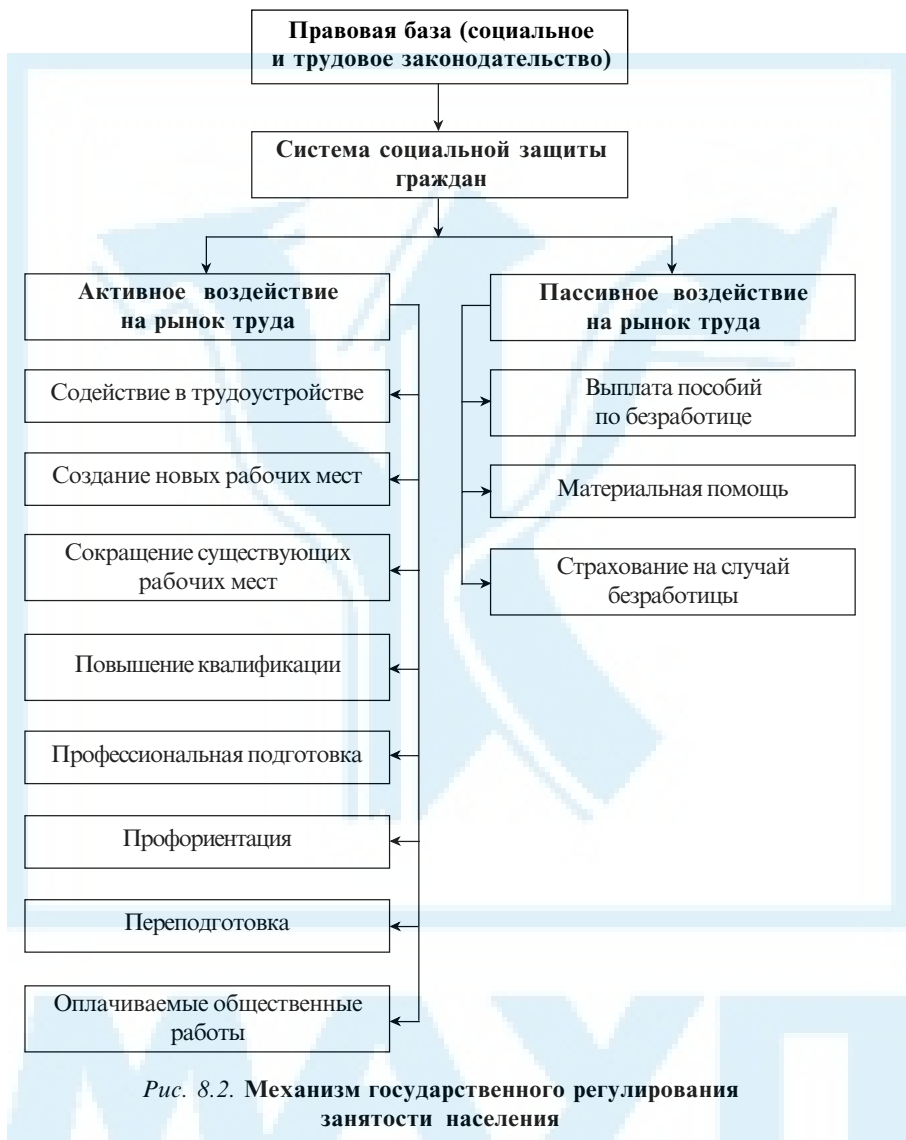 Правовая база (социальное
и трудовое законодательство)
Система социальной защиты
граждан
Активное воздействие
на рынок труда
Содействие в трудоустройстве
Создание новых рабочих мест
Сокращение существующих
рабочих мест
Повышение квалификации
Профессиональная подготовка
Профориентация
Переподготовка
Оплачиваемые общественные
работы
Пассивное воздействие
на рынок труда
Выплата пособий
по безработице
Материальная помощь
Страхование на случай
безработицы
Рис. 8.2. Механизм государственного регулирования
занятости населения
МАУП